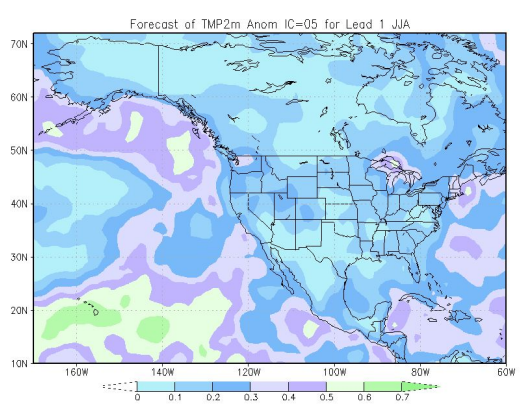 Forecast of TMP2m Anom IC=05 for Lead 1 JJA
70N
60N
50N
40N
30N
20N
10N
160W 140W 120W 100W 80W 60W
0 0.1 0.2 0.3 0.4 0.5 0.6 0.7